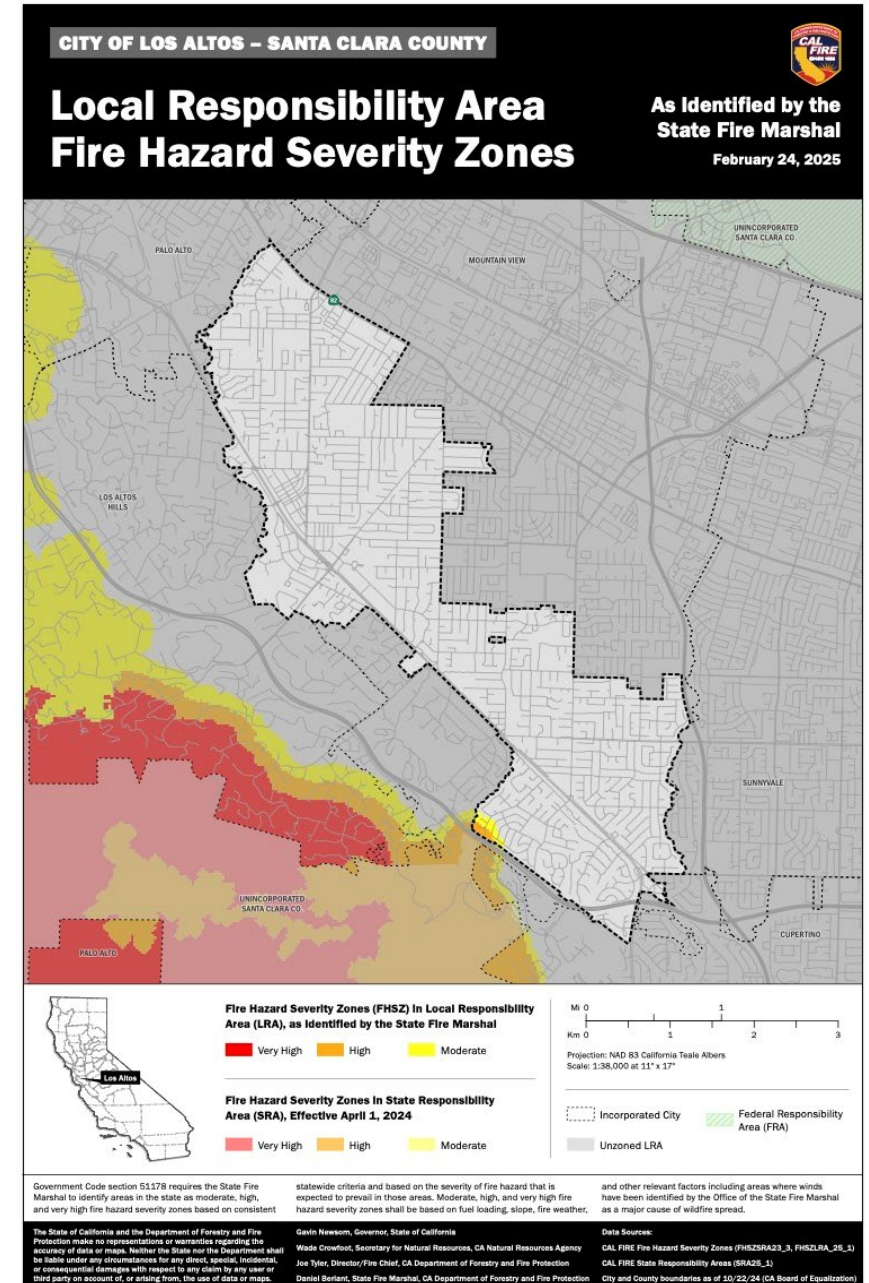 CITY OF LOS ALTOS – SANTA CLARA COUNTY
CAL
FIRE
SINCE 1885
Local Responsibility Area
Fire Hazard Severity Zones
As Identified by the
State Fire Marshal
February 24, 2025
UNINCORPORATED
SANTA CLARA CO.
PALO ALTO
MOUNTAIN VIEW
82
LOS ALTOS
HILLS
SUNNYVALE
UNINCORPORATED
SANTA CLARA CO.
CUPERTINO
PALO ALTO
Los Altos
Fire Hazard Severity Zones (FHSZ) in Local Responsibility
Area (LRA), as Identified by the State Fire Marshal
Very High
High
Moderate
Fire Hazard Severity Zones in State Responsibility
Area (SRA), Effective April 1, 2024
Very High
High
Moderate
Mi 0
1
Km 0
1
2
3
Projection: NAD 83 California Teale Albers
Scale: 1:38,000 at 11" x 17"
Incorporated City
Federal Responsibility
Area (FRA)
Unzoned LRA
Government Code section 51178 requires the State Fire
Marshal to identify areas in the state as moderate, high,
and very high fire hazard severity zones based on consistent
statewide criteria and based on the severity of fire hazard that is
expected to prevail in those areas. Moderate, high, and very high fire
hazard severity zones shall be based on fuel loading, slope, fire weather,
and other relevant factors including areas where winds
have been identified by the Office of the State Fire Marshal
as a major cause of wildfire spread.
The State of California and the Department of Forestry and Fire
Protection make no representations or warranties regarding the
accuracy of data or maps. Neither the State nor the Department shall
be liable under any circumstances for any direct, special, incidental,
or consequential damages with respect to any claim by any user or
third party on account of, or arising from, the use of data or maps.
Gavin Newsom, Governor, State of California
Wade Crowfoot, Secretary for Natural Resources, CA Natural Resources Agency
Joe Tyler, Director/Fire Chief, CA Department of Forestry and Fire Protection
Daniel Berlant, State Fire Marshal, CA Department of Forestry and Fire Protection
Data Sources:
CAL FIRE Fire Hazard Severity Zones (FHSZSRA23_3, FHSZLRA_25_1)
CAL FIRE State Responsibility Areas (SRA25_1)
City and County boundaries as of 10/22/24 (CA Board of Equalization)